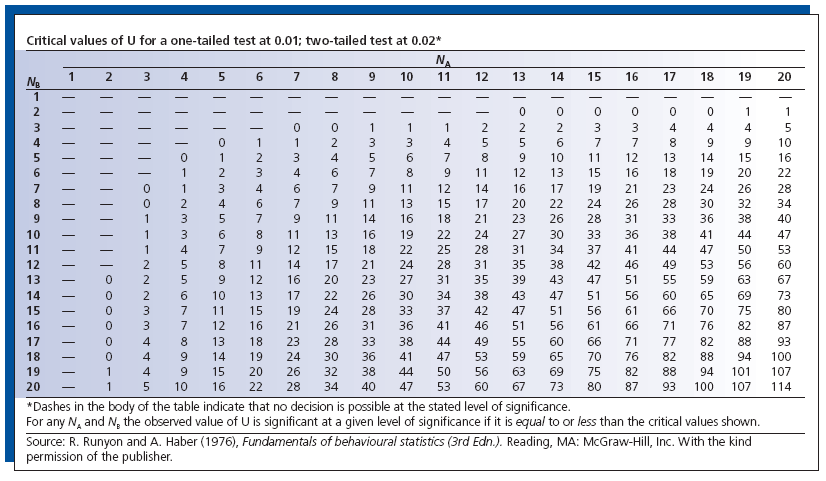 Critical values of U for a one-tailed test at 0.01; two-tailed test at 0.02*
N_A
N_B 1 2 3 4 5 6 7 8 9 10 11 12 13 14 15 16 17 18 19 20
1 — — — — — — — — — — — — — — — — — — — —
2 — — — — — — — — — — — — 0 0 0 0 0 0 1 1
3 — — — — — — 0 0 1 1 1 2 2 2 3 3 4 4 4 5
4 — — — — 0 1 1 2 3 3 4 5 5 6 7 7 8 9 9 10
5 — — — 0 1 2 3 4 5 6 7 8 9 10 11 12 13 14 15 16
6 — — — 1 2 3 4 6 7 8 9 11 12 13 15 16 18 19 20 22
7 — — 0 1 3 4 6 7 9 11 12 14 16 17 19 21 23 24 26 28
8 — — 0 2 4 6 7 9 11 13 15 17 20 22 24 26 28 30 32 34
9 — — 1 3 5 7 9 11 14 16 18 21 23 26 28 31 33 36 38 40
10 — — 1 3 6 8 11 13 16 19 22 24 27 30 33 36 38 41 44 47
11 — — 1 4 7 9 12 15 18 22 25 28 31 34 37 41 44 47 50 53
12 — — 2 5 8 11 14 17 21 24 28 31 35 38 42 46 49 53 56 60
13 — 0 2 5 9 12 16 20 23 27 31 35 39 43 47 51 55 59 63 67
14 — 0 2 6 10 13 17 22 26 30 34 38 43 47 51 56 60 65 69 73
15 — 0 3 7 11 15 19 24 28 33 37 42 47 51 56 61 66 70 75 80
16 — 0 3 7 12 16 21 26 31 36 41 46 51 56 61 66 71 76 82 87
17 — 0 4 8 13 18 23 28 33 38 44 49 55 60 66 71 77 82 88 93
18 — 0 4 9 14 19 24 30 36 41 47 53 59 65 70 76 82 88 94 100
19 — 1 4 9 15 20 26 32 38 44 50 56 63 69 75 82 88 94 101 107
20 — 1 5 10 16 22 28 34 40 47 53 60 67 73 80 87 93 100 107 114
*Dashes in the body of the table indicate that no decision is possible at the stated level of significance.
For any N_A and N_B the observed value of U is significant at a given level of significance if it is equal to or less than the critical values shown.
Source: R. Runyon and A. Haber (1976), Fundamentals of behavioural statistics (3rd Edn.). Reading, MA: McGraw-Hill, Inc. With the kind
permission of the publisher.